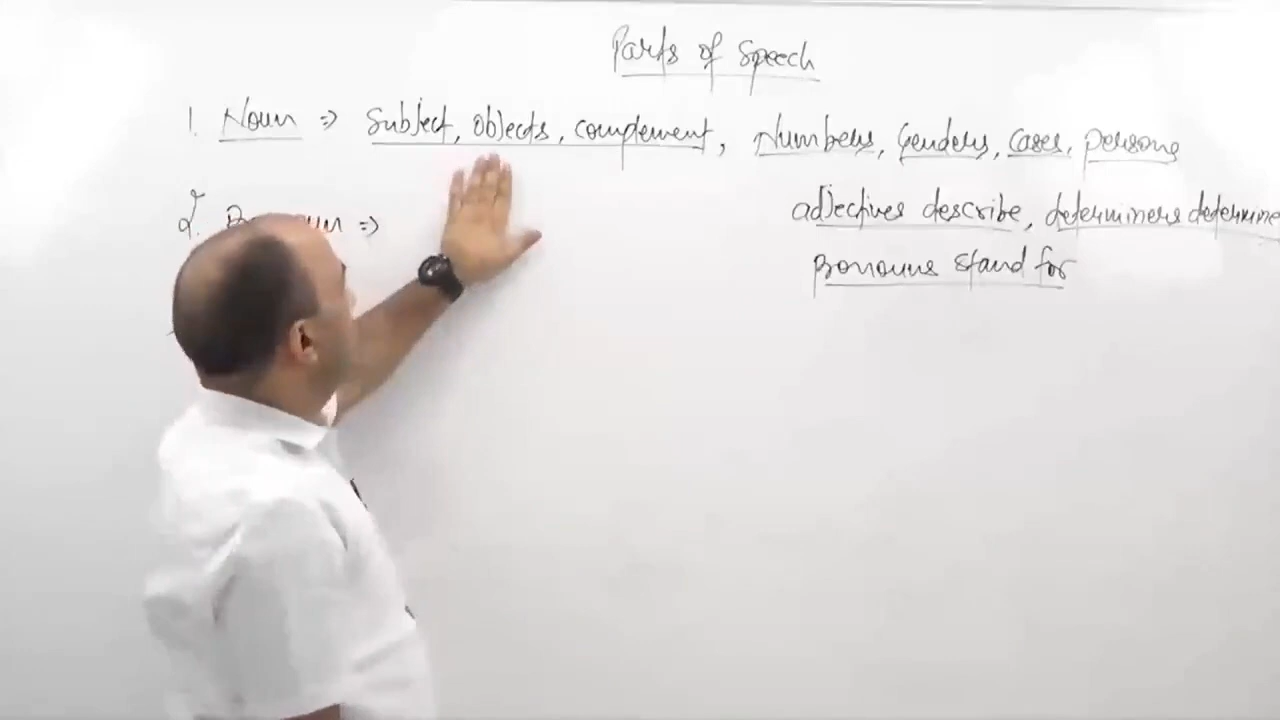 Parts of Speech
1. Noun => Subject, objects, complement, Numbers, Genders, Cases, persons
adjectives describe, determiners determine
2. =>
Pronouns stand for